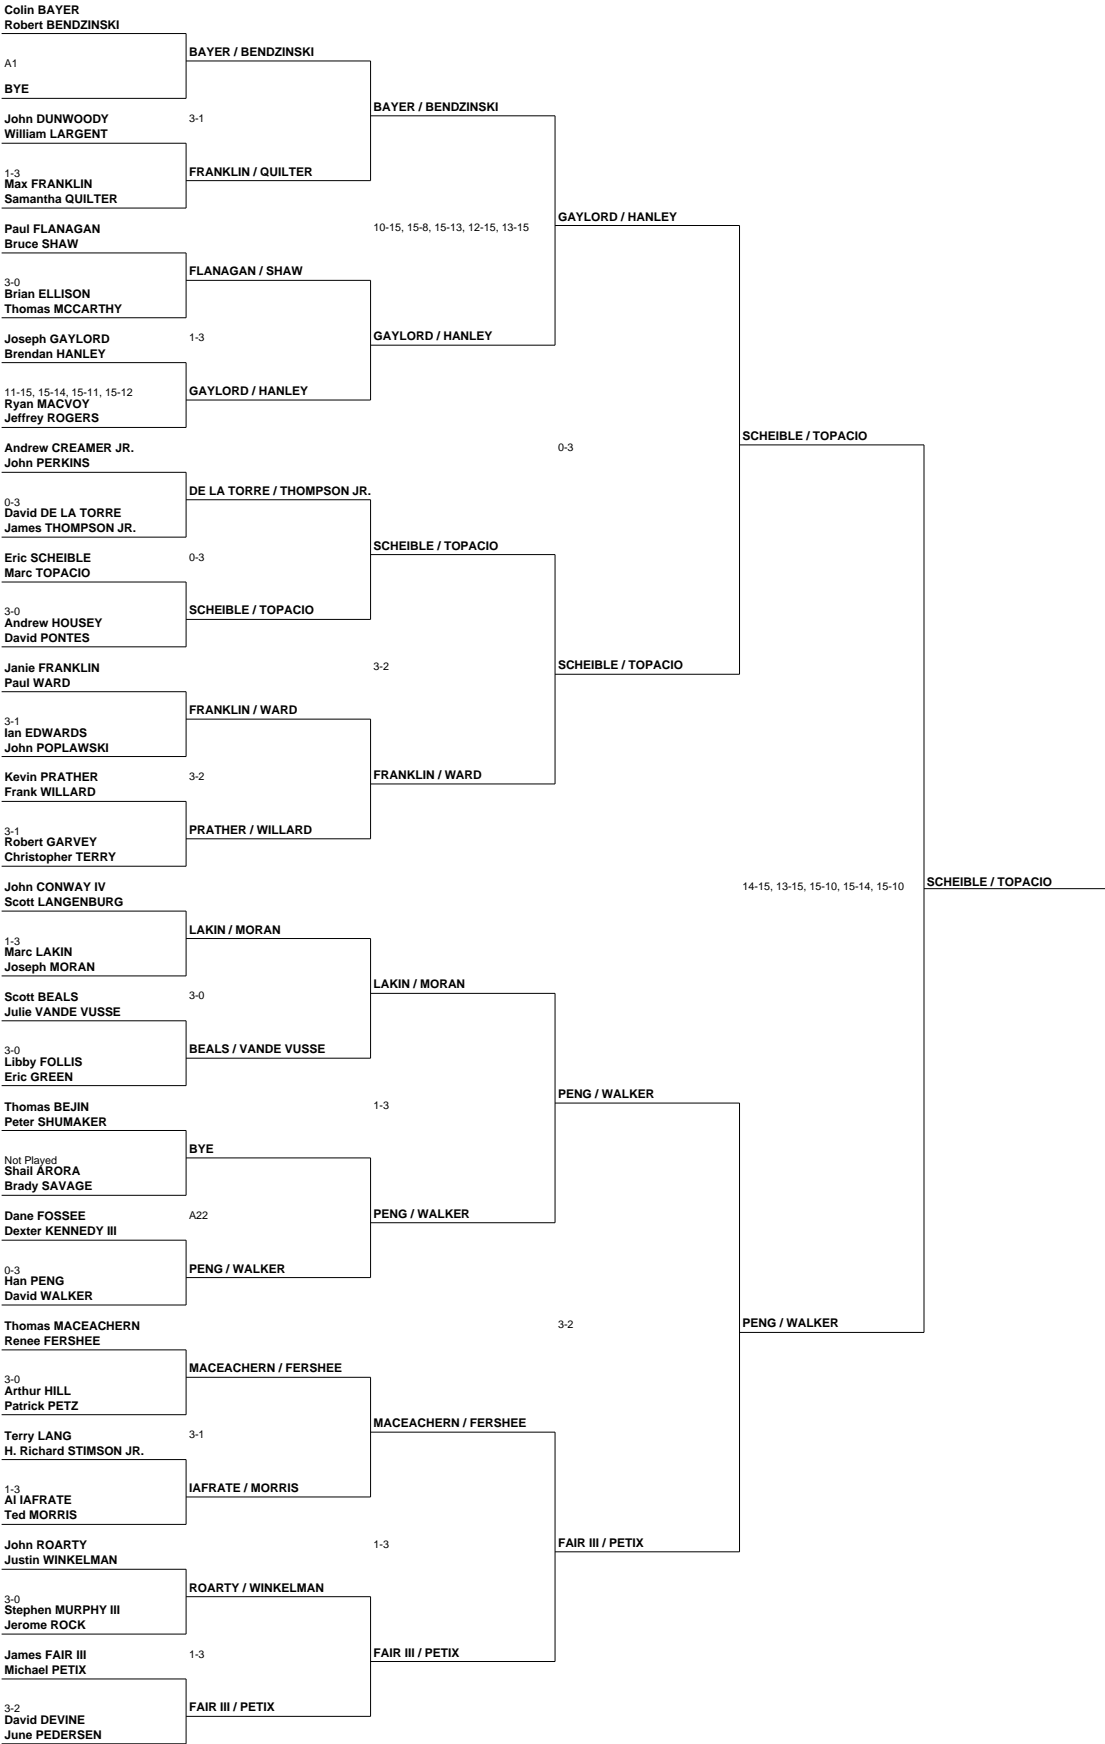 Colin BAYER
Robert BENDZINSKI
BAYER / BENDZINSKI
A1
BYE
BAYER / BENDZINSKI
John DUNWOODY
3-1
William LARGENT
FRANKLIN / QUILTER
1-3
Max FRANKLIN
Samantha QUILTER
GAYLORD / HANLEY
Paul FLANAGAN
10-15, 15-8, 15-13, 12-15, 13-15
Bruce SHAW
FLANAGAN / SHAW
3-0
Brian ELLISON
Thomas MCCARTHY
Joseph GAYLORD
1-3
GAYLORD / HANLEY
Brendan HANLEY
11-15, 15-14, 15-11, 15-12
GAYLORD / HANLEY
Ryan MACVOY
Jeffrey ROGERS
SCHEIBLE / TOPACIO
Andrew CREAMER JR.
0-3
John PERKINS
DE LA TORRE / THOMPSON JR.
0-3
David DE LA TORRE
James THOMPSON JR.
SCHEIBLE / TOPACIO
Eric SCHEIBLE
0-3
Marc TOPACIO
SCHEIBLE / TOPACIO
3-0
Andrew HOUSEY
David PONTES
Janie FRANKLIN
3-2
SCHEIBLE / TOPACIO
Paul WARD
FRANKLIN / WARD
3-1
Ian EDWARDS
John POPLAWSKI
Kevin PRATHER
3-2
FRANKLIN / WARD
Frank WILLARD
PRATHER / WILLARD
3-1
Robert GARVEY
Christopher TERRY
John CONWAY IV
14-15, 13-15, 15-10, 15-14, 15-10
SCHEIBLE / TOPACIO
Scott LANGENBURG
LAKIN / MORAN
1-3
Marc LAKIN
Joseph MORAN
LAKIN / MORAN
Scott BEALS
3-0
Julie VANDE VUSSE
BEALS / VANDE VUSSE
3-0
Libby FOLLIS
Eric GREEN
PENG / WALKER
Thomas BEJIN
1-3
Peter SHUMAKER
BYE
Not Played
Shail ARORA
Brady SAVAGE
Dane FOSSEE
A22
PENG / WALKER
Dexter KENNEDY III
PENG / WALKER
0-3
Han PENG
David WALKER
Thomas MACEACHERN
3-2
PENG / WALKER
Renee FERSHEE
MACEACHERN / FERSHEE
3-0
Arthur HILL
Patrick PETZ
MACEACHERN / FERSHEE
Terry LANG
3-1
H. Richard STIMSON JR.
IAFRATE / MORRIS
1-3
Al IAFRATE
Ted MORRIS
John ROARTY
1-3
FAIR III / PETIX
Justin WINKELMAN
ROARTY / WINKELMAN
3-0
Stephen MURPHY III
Jerome ROCK
James FAIR III
1-3
FAIR III / PETIX
Michael PETIX
FAIR III / PETIX
3-2
David DEVINE
June PEDERSEN